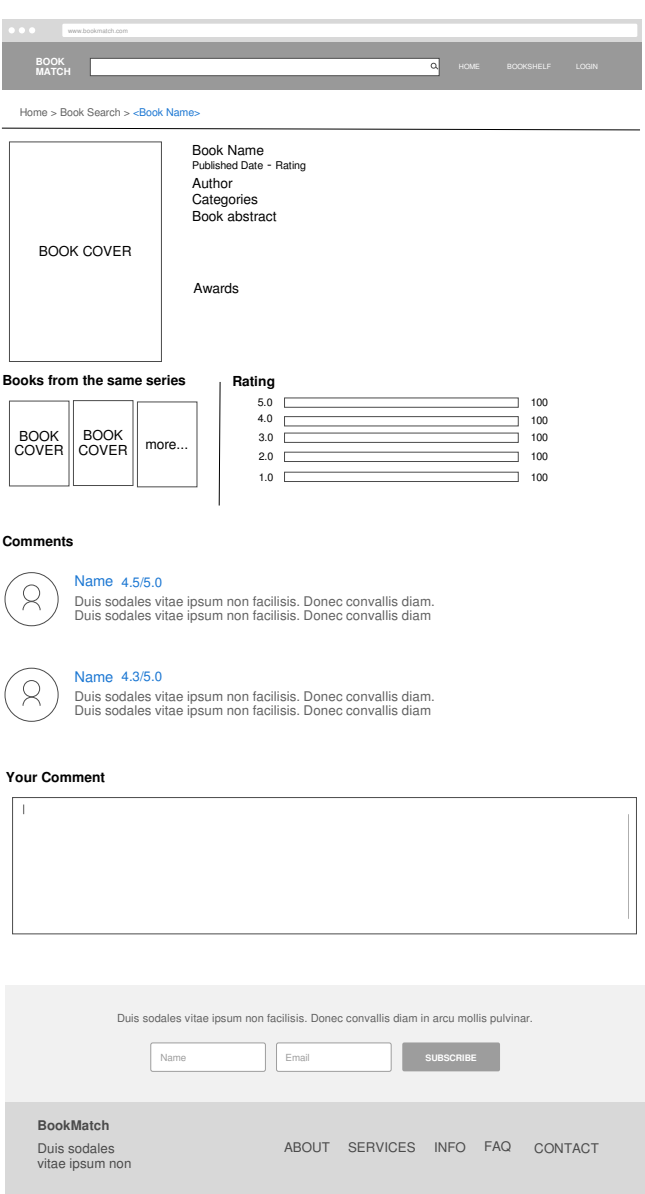 www.bookmatch.com
BOOK
MATCH
HOME BOOKSHELF LOGIN
Home > Book Search > <Book Name>
BOOK COVER
Book Name
Published Date - Rating
Author
Categories
Book abstract
Awards
Books from the same series
BOOK
COVER
BOOK
COVER
more...
Rating
5.0 100
4.0 100
3.0 100
2.0 100
1.0 100
Comments
Name 4.5/5.0
Duis sodales vitae ipsum non facilisis. Donec convallis diam.
Duis sodales vitae ipsum non facilisis. Donec convallis diam
Name 4.3/5.0
Duis sodales vitae ipsum non facilisis. Donec convallis diam.
Duis sodales vitae ipsum non facilisis. Donec convallis diam
Your Comment
Duis sodales vitae ipsum non facilisis. Donec convallis diam in arcu mollis pulvinar.
Name Email SUBSCRIBE
BookMatch
Duis sodales
vitae ipsum non
ABOUT SERVICES INFO FAQ CONTACT